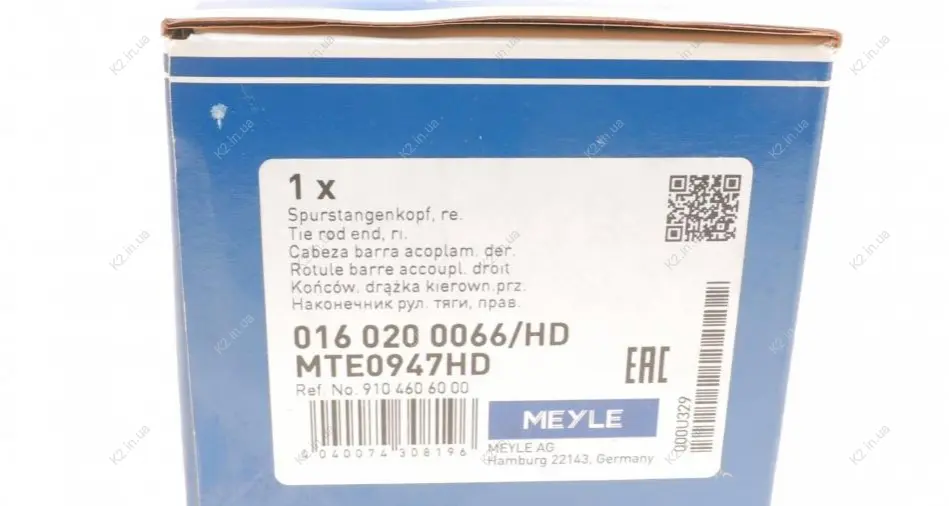 1 x
Spurstangenkopf, re.
Tie rod end, ri.
Cabeza barra acoplam. der.
Rotule barre accoupl. droit
Końców. drążka kierown.prz.
Наконечник рул. тяги, прав.
016 020 0066/HD
MTE0947HD
Ref. No. 910 460 60 00
EAC
MEYLE
4 040074 308196
MEYLE AG
Hamburg 22143, Germany
000U329
K2.in.ua